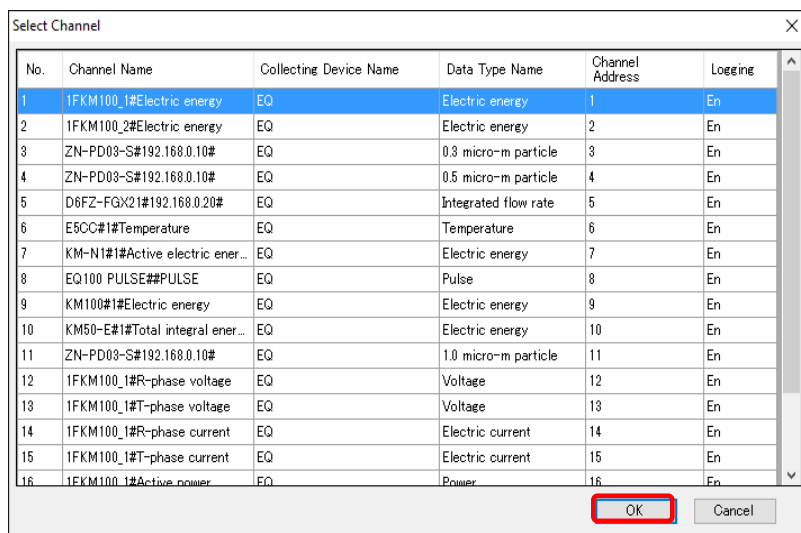 Select Channel
No. Channel Name Collecting Device Name Data Type Name Channel Address Logging
1 1FKM100_1#Electric energy EQ Electric energy 1 En
2 1FKM100_2#Electric energy EQ Electric energy 2 En
3 ZN-PD03-S#192.168.0.10# EQ 0.3 micro-m particle 3 En
4 ZN-PD03-S#192.168.0.10# EQ 0.5 micro-m particle 4 En
5 D6FZ-FGX21#192.168.0.20# EQ Integrated flow rate 5 En
6 E5CC#1#Temperature EQ Temperature 6 En
7 KM-N1#1#Active electric ener... EQ Electric energy 7 En
8 EQ100 PULSE##PULSE EQ Pulse 8 En
9 KM100#1#Electric energy EQ Electric energy 9 En
10 KM50-E#1#Total integral ener... EQ Electric energy 10 En
11 ZN-PD03-S#192.168.0.10# EQ 1.0 micro-m particle 11 En
12 1FKM100_1#R-phase voltage EQ Voltage 12 En
13 1FKM100_1#T-phase voltage EQ Voltage 13 En
14 1FKM100_1#R-phase current EQ Electric current 14 En
15 1FKM100_1#T-phase current EQ Electric current 15 En
16 1FKM100_1#Active power EQ Power 16 En
OK Cancel